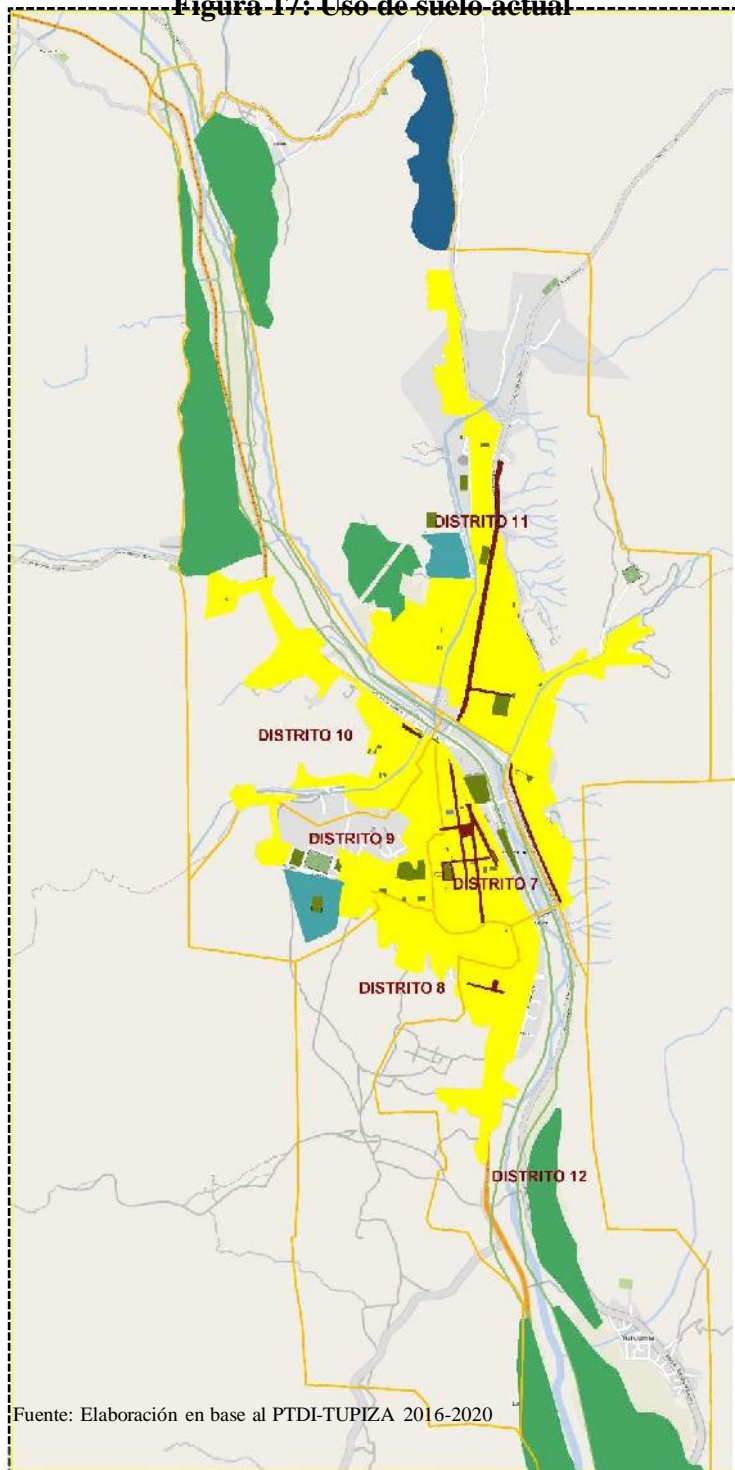 Figura 17: Uso de suelo actual
DISTRITO 11
DISTRITO 10
DISTRITO 9
DISTRITO 7
DISTRITO 8
DISTRITO 12
Fuente: Elaboración en base al PTDI-TUPIZA 2016-2020